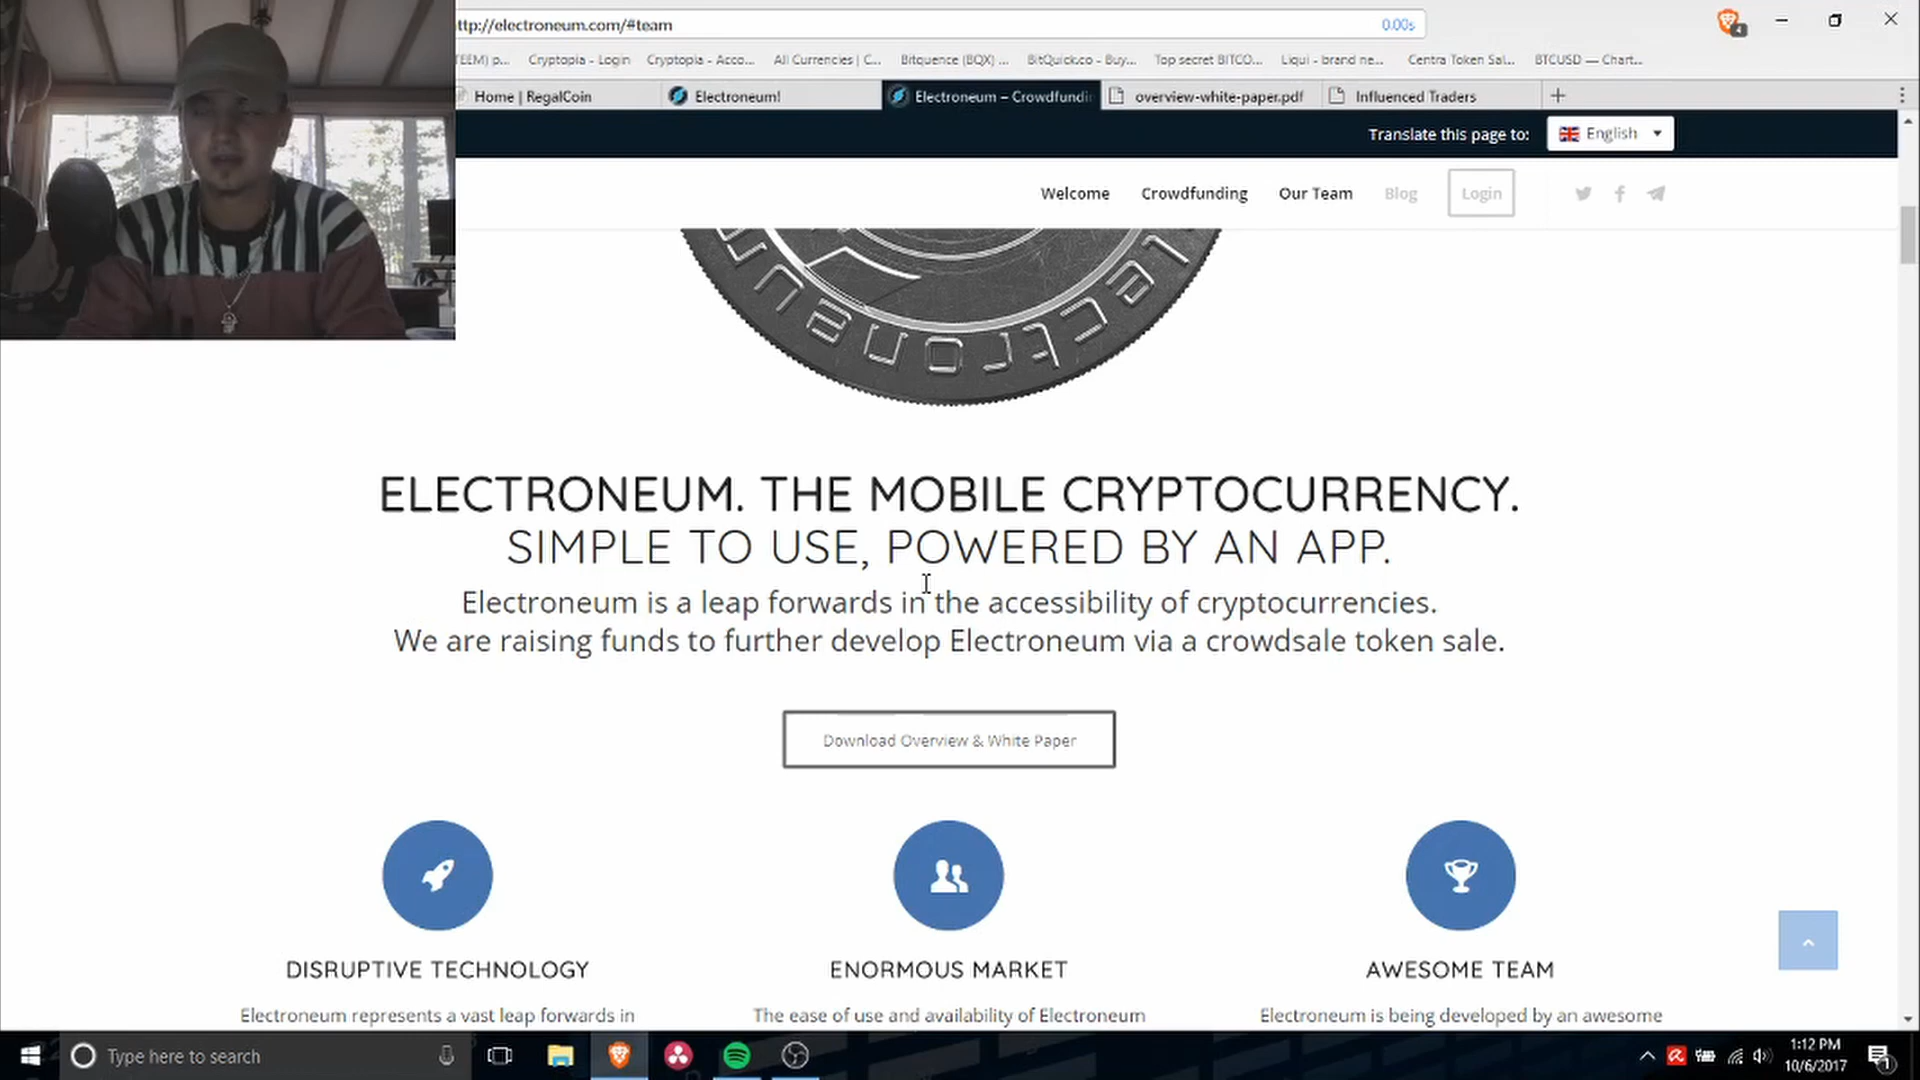 ttp://electroneum.com/#team
0.00s
4
TEEM) p...
Cryptopia - Login
Cryptopia - Acco...
All Currencies | C...
Bitquence (BQX) ...
BitQuick.co - Buy...
Top secret BITCO...
Liqui - brand ne...
Centra Token Sal...
BTCUSD — Chart...
Home | RegalCoin
Electroneum!
Electroneum – Crowdfundin
overview-white-paper.pdf
Influenced Traders
Translate this page to:
English
Welcome
Crowdfunding
Our Team
Blog
Login
electroneum
ELECTRONEUM. THE MOBILE CRYPTOCURRENCY.
SIMPLE TO USE, POWERED BY AN APP.
Electroneum is a leap forwards in the accessibility of cryptocurrencies.
We are raising funds to further develop Electroneum via a crowdsale token sale.
Download Overview & White Paper
DISRUPTIVE TECHNOLOGY
ENORMOUS MARKET
AWESOME TEAM
Electroneum represents a vast leap forwards in
The ease of use and availability of Electroneum
Electroneum is being developed by an awesome
Type here to search
1:12 PM
10/6/2017
1